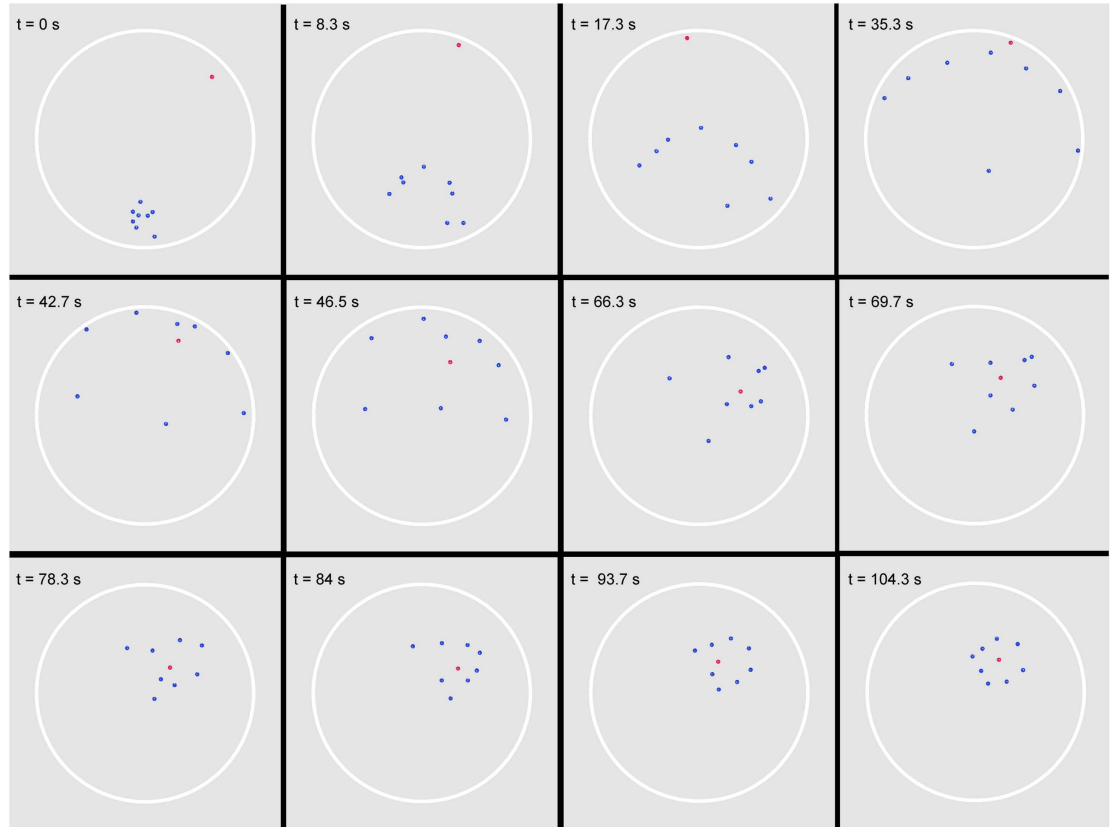 t = 0 s
t = 8.3 s
t = 17.3 s
t = 35.3 s
t = 42.7 s
t = 46.5 s
t = 66.3 s
t = 69.7 s
t = 78.3 s
t = 84 s
t = 93.7 s
t = 104.3 s